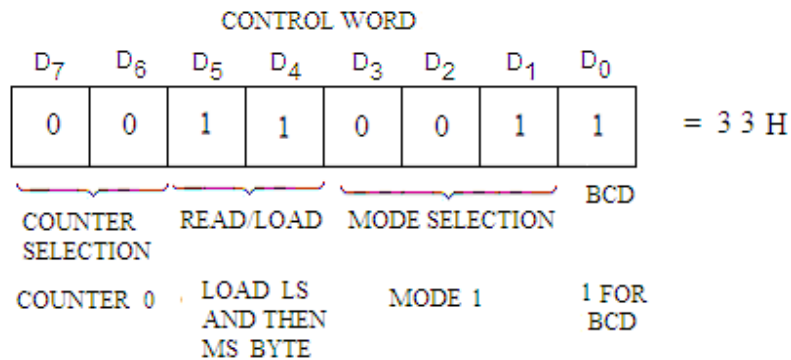 CONTROL WORD
D7 D6 D5 D4 D3 D2 D1 D0
0 0 1 1 0 0 1 1 = 3 3 H
COUNTER SELECTION
READ/LOAD
MODE SELECTION
BCD
COUNTER 0
LOAD LS
AND THEN
MS BYTE
MODE 1
1 FOR
BCD